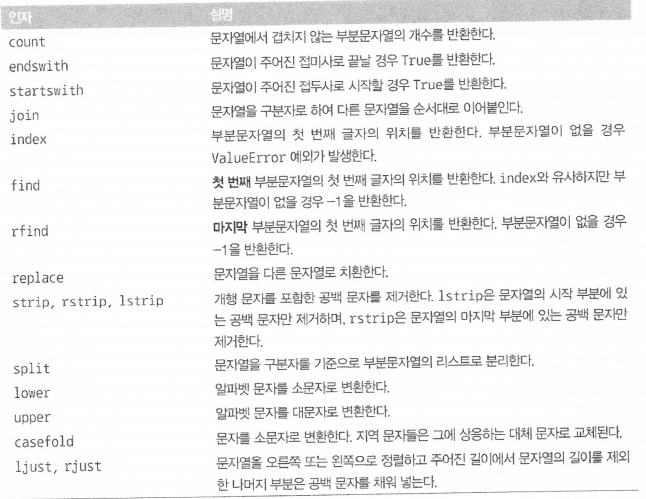 인자 설명
count 문자열에서 겹치지 않는 부분문자열의 개수를 반환한다.
endswith 문자열이 주어진 접미사로 끝날 경우 True를 반환한다.
startswith 문자열이 주어진 접두사로 시작할 경우 True를 반환한다.
join 문자열을 구분자로 하여 다른 문자열을 순서대로 이어붙인다.
index 부분문자열의 첫 번째 글자의 위치를 반환한다. 부분문자열이 없을 경우
ValueError 예외가 발생한다.
find 첫 번째 부분문자열의 첫 번째 글자의 위치를 반환한다. index와 유사하지만 부
분문자열이 없을 경우 –1을 반환한다.
rfind 마지막 부분문자열의 첫 번째 글자의 위치를 반환한다. 부분문자열이 없을 경우
–1을 반환한다.
replace 문자열을 다른 문자열로 치환한다.
strip, rstrip, lstrip 개행 문자를 포함한 공백 문자를 제거한다. lstrip은 문자열의 시작 부분에 있
는 공백 문자만 제거하며, rstrip은 문자열의 마지막 부분에 있는 공백 문자만
제거한다.
split 문자열을 구분자를 기준으로 부분문자열의 리스트로 분리한다.
lower 알파벳 문자를 소문자로 변환한다.
upper 알파벳 문자를 대문자로 변환한다.
casefold 문자를 소문자로 변환한다. 지역 문자들은 그에 상응하는 대체 문자로 교체된다.
ljust, rjust 문자열을 오른쪽 또는 왼쪽으로 정렬하고 주어진 길이에서 문자열의 길이를 제외
한 나머지 부분은 공백 문자를 채워 넣는다.